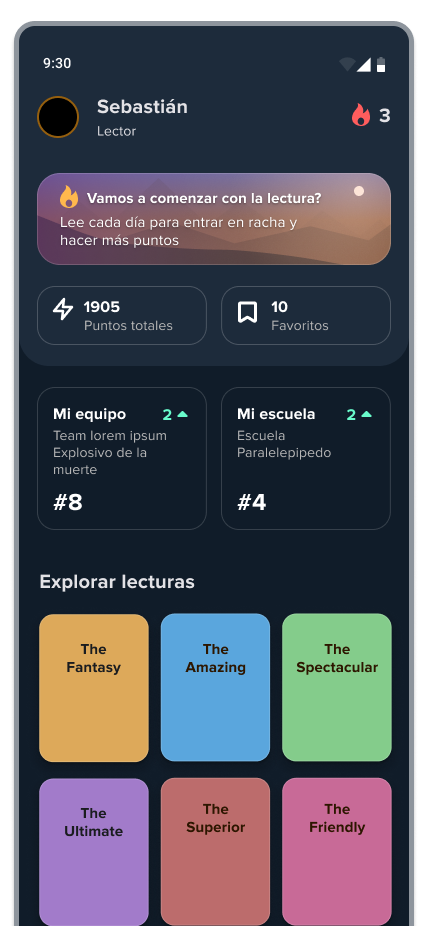 9:30
Sebastián
Lector
3
Vamos a comenzar con la lectura?
Lee cada día para entrar en racha y
hacer más puntos
1905
Puntos totales
10
Favoritos
Mi equipo 2
Team lorem ipsum
Explosivo de la
muerte
#8
Mi escuela 2
Escuela
Paralelepipedo
#4
Explorar lecturas
The
Fantasy
The
Amazing
The
Spectacular
The
Ultimate
The
Superior
The
Friendly